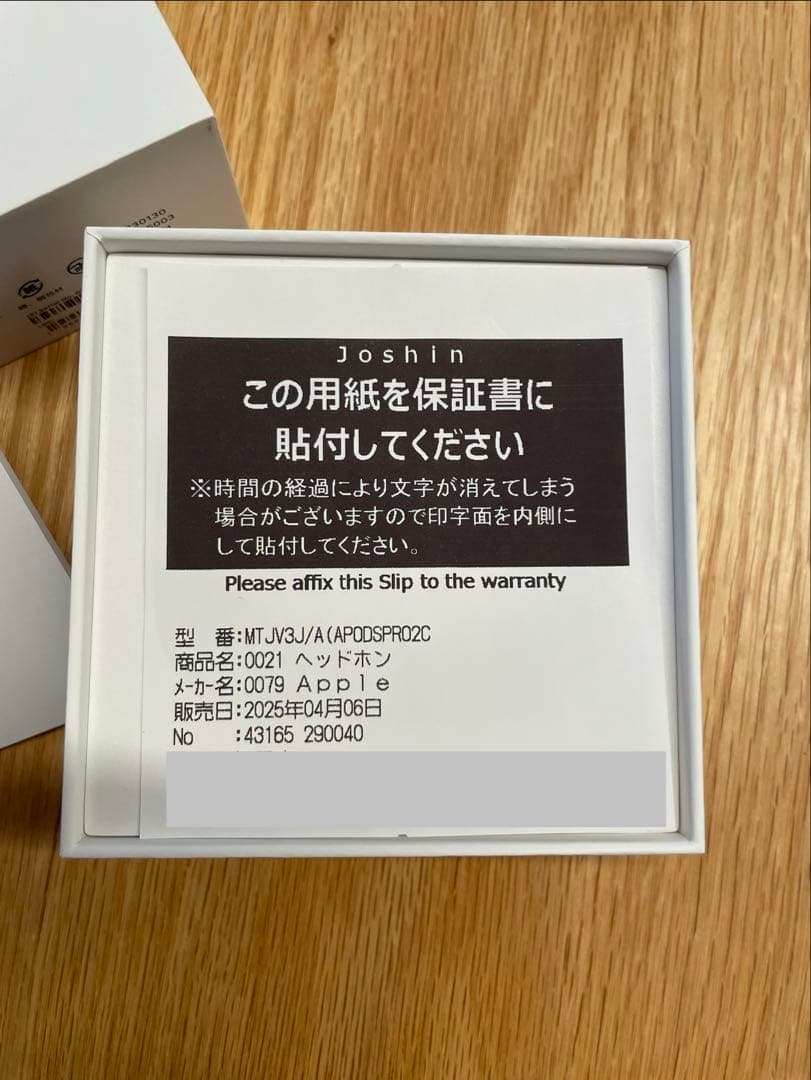 Joshin
この用紙を保証書に
貼付してください
※時間の経過により文字が消えてしまう
場合がございますので印字面を内側に
して貼付してください。
Please affix this Slip to the warranty
型 番:MTJV3J/A(APODSPRO2C
商品名:0021 ヘッドホン
メーカー名:0079 Apple
販売日:2025年04月06日
No :43165 290040